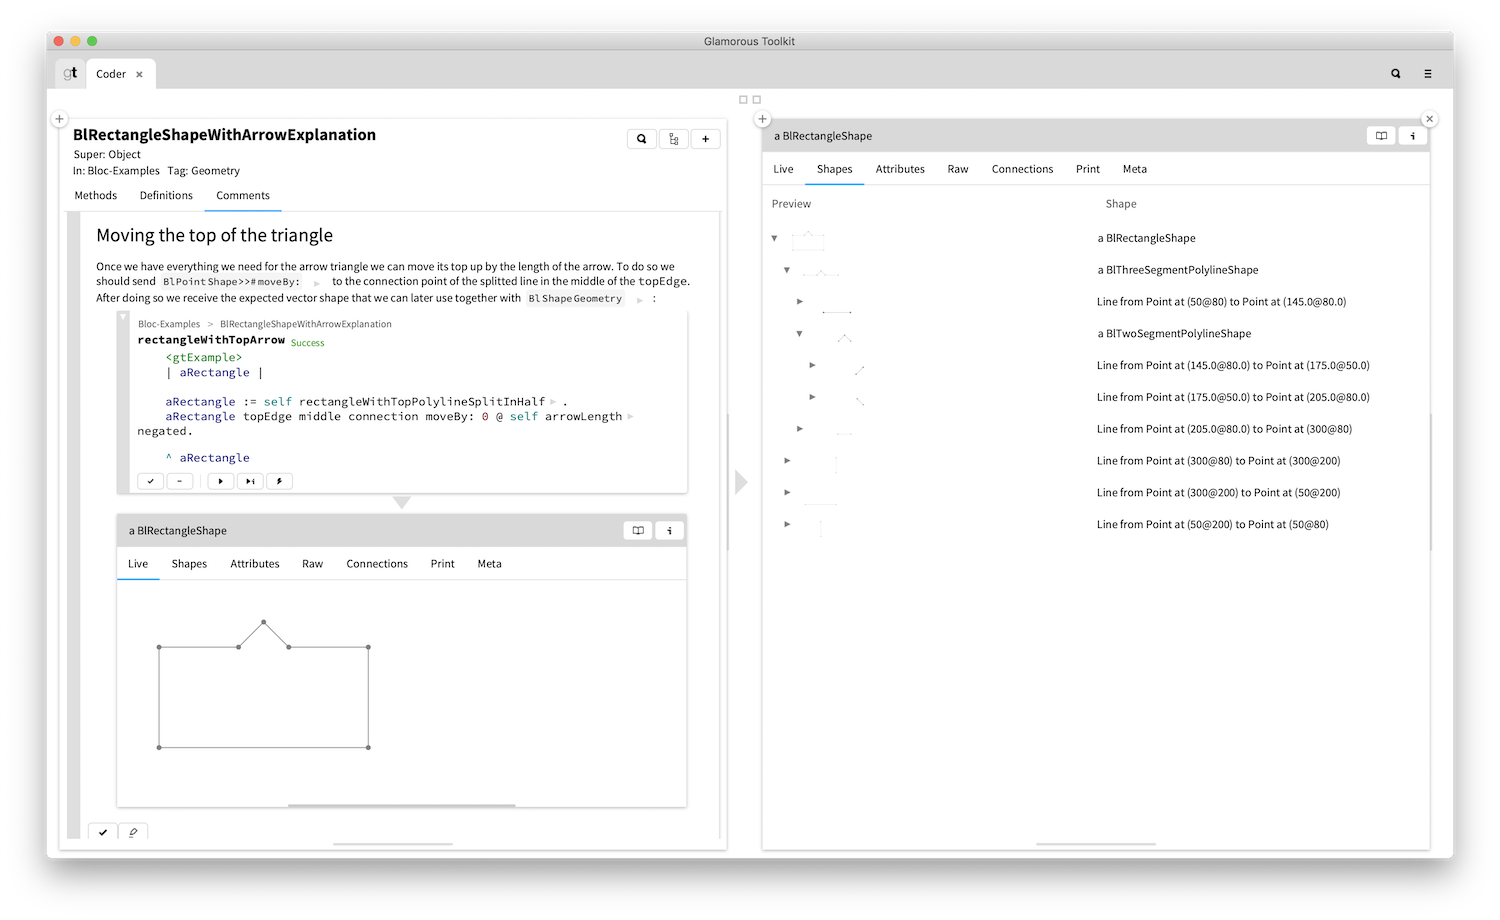 Glamorous Toolkit
gt
Coder
BlRectangleShapeWithArrowExplanation
Super: Object
In: Bloc-Examples Tag: Geometry
Methods Definitions Comments
Moving the top of the triangle
Once we have everything we need for the arrow triangle we can move its top up by the length of the arrow. To do so we
should send BlPointShape>>#moveBy: to the connection point of the splitted line in the middle of the topEdge.
After doing so we receive the expected vector shape that we can later use together with BlShapeGeometry :
Bloc-Examples > BlRectangleShapeWithArrowExplanation
rectangleWithTopArrow Success
<gtExample>
| aRectangle |
aRectangle := self rectangleWithTopPolylineSplitInHalf .
aRectangle topEdge middle connection moveBy: 0 @ self arrowLength
negated.
^ aRectangle
a BlRectangleShape
Live Shapes Attributes Raw Connections Print Meta
a BlRectangleShape
Live Shapes Attributes Raw Connections Print Meta
Preview Shape
a BlRectangleShape
a BlThreeSegmentPolylineShape
Line from Point at (50@80) to Point at (145.0@80.0)
a BlTwoSegmentPolylineShape
Line from Point at (145.0@80.0) to Point at (175.0@50.0)
Line from Point at (175.0@50.0) to Point at (205.0@80.0)
Line from Point at (205.0@80.0) to Point at (300@80)
Line from Point at (300@80) to Point at (300@200)
Line from Point at (300@200) to Point at (50@200)
Line from Point at (50@200) to Point at (50@80)